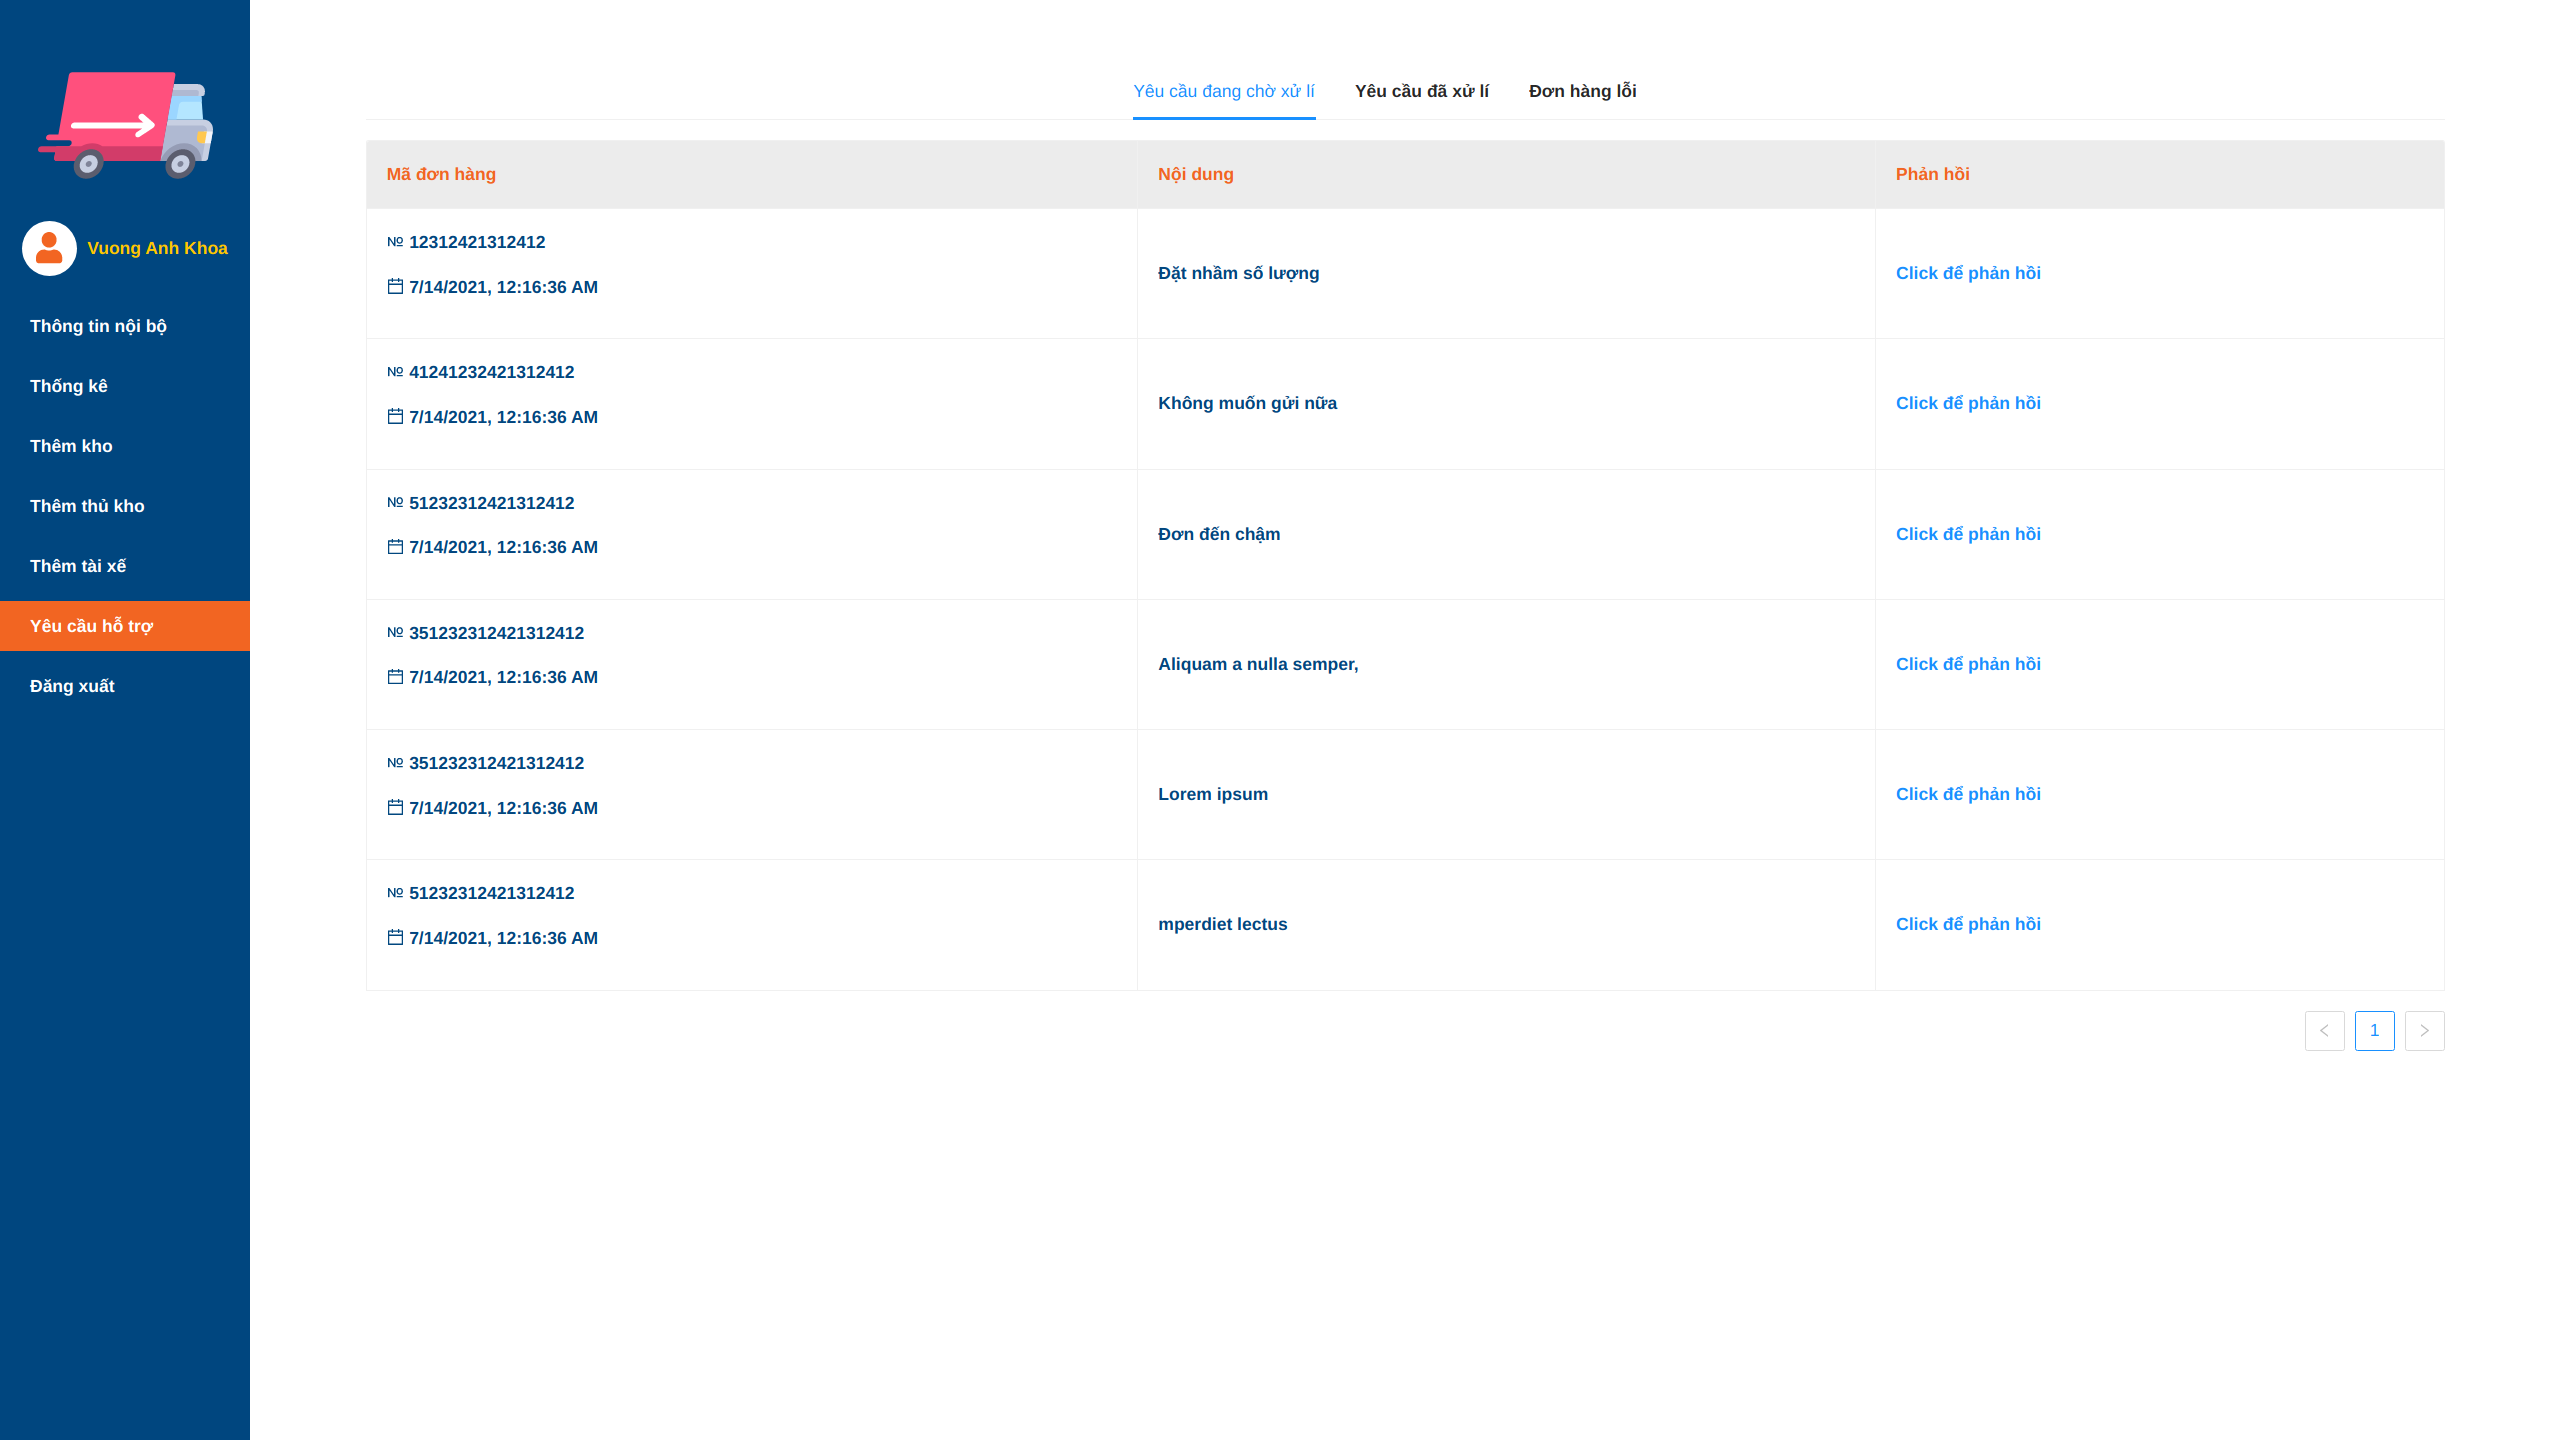 Vuong Anh Khoa
Thông tin nội bộ
Thống kê
Thêm kho
Thêm thủ kho
Thêm tài xế
Yêu cầu hỗ trợ
Đăng xuất
Yêu cầu đang chờ xử lí Yêu cầu đã xử lí Đơn hàng lỗi
Mã đơn hàng Nội dung Phản hồi
№ 12312421312412
7/14/2021, 12:16:36 AM
Đặt nhầm số lượng
Click để phản hồi
№ 41241232421312412
7/14/2021, 12:16:36 AM
Không muốn gửi nữa
Click để phản hồi
№ 51232312421312412
7/14/2021, 12:16:36 AM
Đơn đến chậm
Click để phản hồi
№ 351232312421312412
7/14/2021, 12:16:36 AM
Aliquam a nulla semper,
Click để phản hồi
№ 351232312421312412
7/14/2021, 12:16:36 AM
Lorem ipsum
Click để phản hồi
№ 51232312421312412
7/14/2021, 12:16:36 AM
mperdiet lectus
Click để phản hồi
1